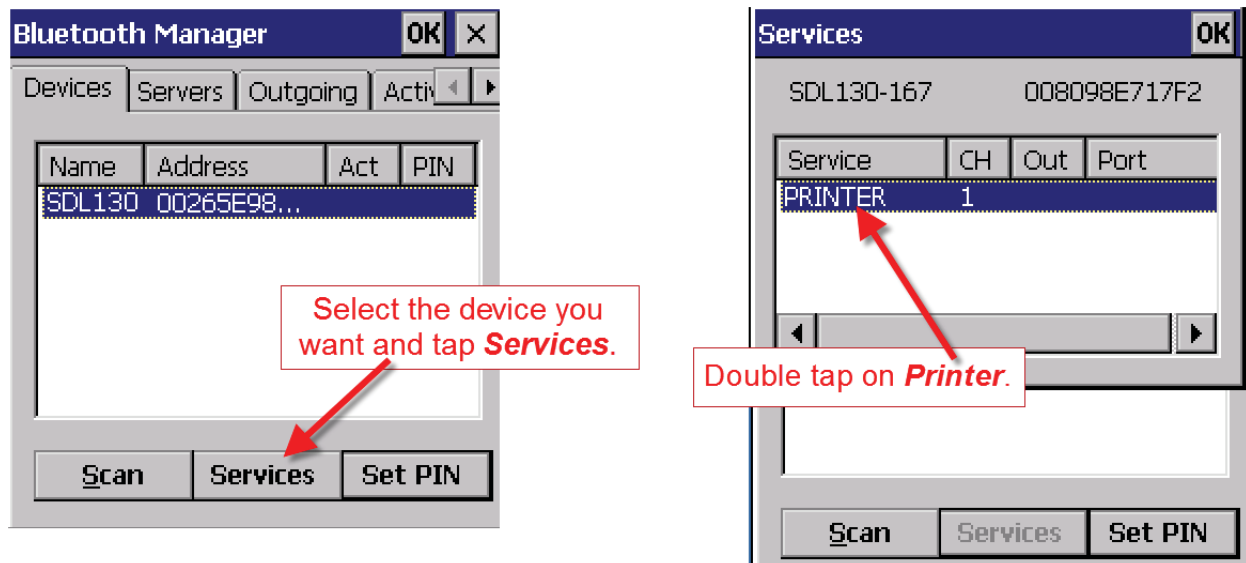 Bluetooth Manager OK
Devices Servers Outgoing Activ
Name Address Act PIN
SDL130 00265E98...
Select the device you
want and tap Services.
Scan Services Set PIN
Services OK
SDL130-167 008098E717F2
Service CH Out Port
PRINTER 1
Double tap on Printer.
Scan Services Set PIN